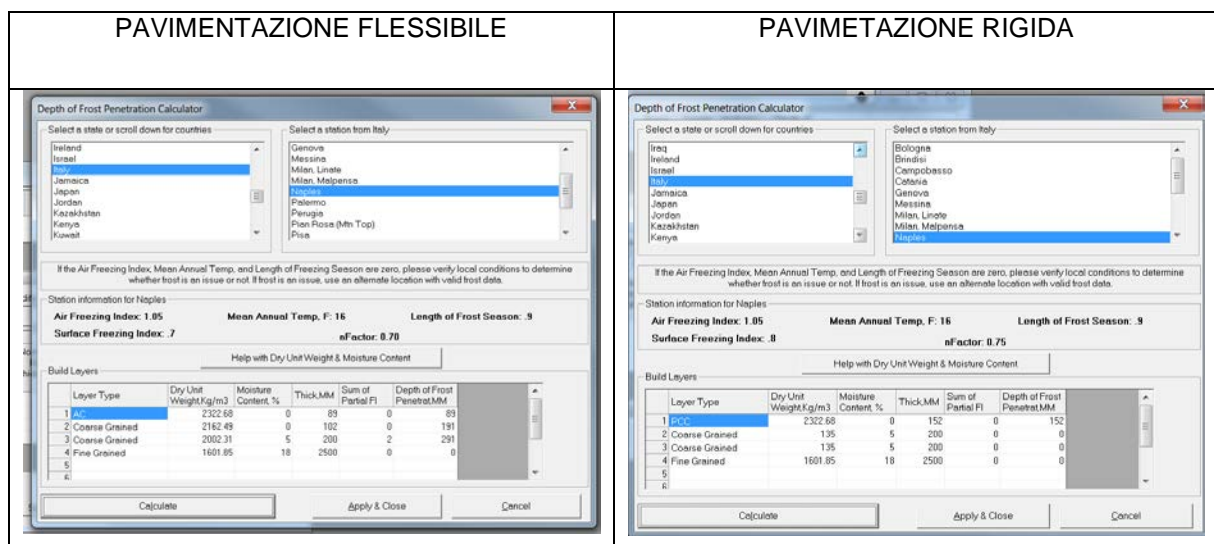 PAVIMENTAZIONE FLESSIBILE
PAVIMETAZIONE RIGIDA
Depth of Frost Penetration Calculator
Select a state or scroll down for countries
Select a station from Italy
Ireland
Israel
Italy
Jamaica
Japan
Jordan
Kazakhstan
Kenya
Kuwait
Genova
Messina
Milan, Linate
Milan, Malpensa
Naples
Palermo
Perugia
Pian Rosa (Mtn Top)
Pisa
If the Air Freezing Index, Mean Annual Temp, and Length of Freezing Season are zero, please verify local conditions to determine
whether frost is an issue or not. If frost is an issue, use an alternate location with valid frost data.
Station information for Naples
Air Freezing Index: 1.05 Mean Annual Temp, F: 16 Length of Frost Season: .9
Surface Freezing Index: .7 nFactor: 0.70
Help with Dry Unit Weight & Moisture Content
Build Layers
Layer Type Dry Unit Weight,Kg/m3 Moisture Content, % Thick,MM Sum of Partial FI Depth of Frost Penetrat,MM
1 AC 2322.68 0 89 0 89
2 Coarse Grained 2162.49 0 102 0 191
3 Coarse Grained 2002.31 5 200 2 291
4 Fine Grained 1601.85 18 2500 0 0
5
6
Calculate Apply & Close Cancel
Depth of Frost Penetration Calculator
Select a state or scroll down for countries
Select a station from Italy
Iraq
Ireland
Israel
Italy
Jamaica
Japan
Jordan
Kazakhstan
Kenya
Bologna
Brindisi
Campobasso
Catania
Genova
Messina
Milan, Linate
Milan, Malpensa
Naples
If the Air Freezing Index, Mean Annual Temp, and Length of Freezing Season are zero, please verify local conditions to determine
whether frost is an issue or not. If frost is an issue, use an alternate location with valid frost data.
Station information for Naples
Air Freezing Index: 1.05 Mean Annual Temp, F: 16 Length of Frost Season: .9
Surface Freezing Index: .8 nFactor: 0.75
Help with Dry Unit Weight & Moisture Content
Build Layers
Layer Type Dry Unit Weight,Kg/m3 Moisture Content, % Thick,MM Sum of Partial FI Depth of Frost Penetrat,MM
1 PCC 2322.68 0 152 0 152
2 Coarse Grained 135 5 200 0 0
3 Coarse Grained 135 5 200 0 0
4 Fine Grained 1601.85 18 2500 0 0
5
6
Calculate Apply & Close Cancel